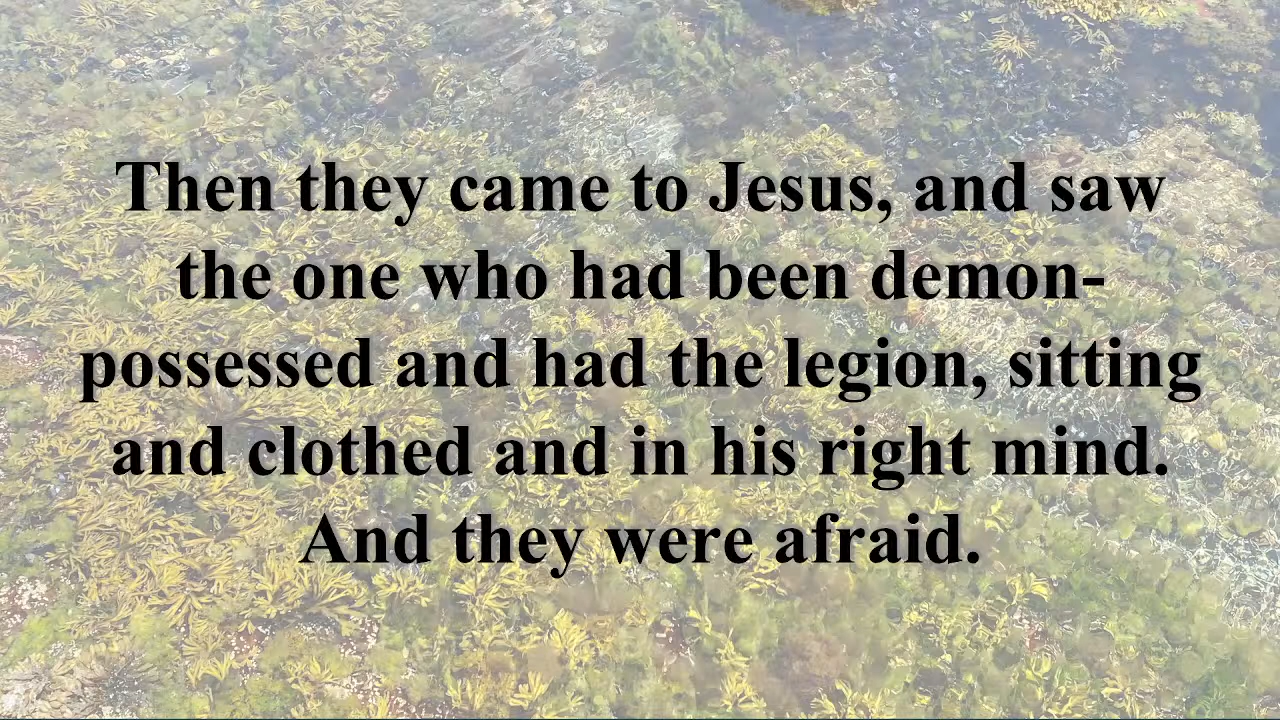 Then they came to Jesus, and saw
the one who had been demon-
possessed and had the legion, sitting
and clothed and in his right mind.
And they were afraid.